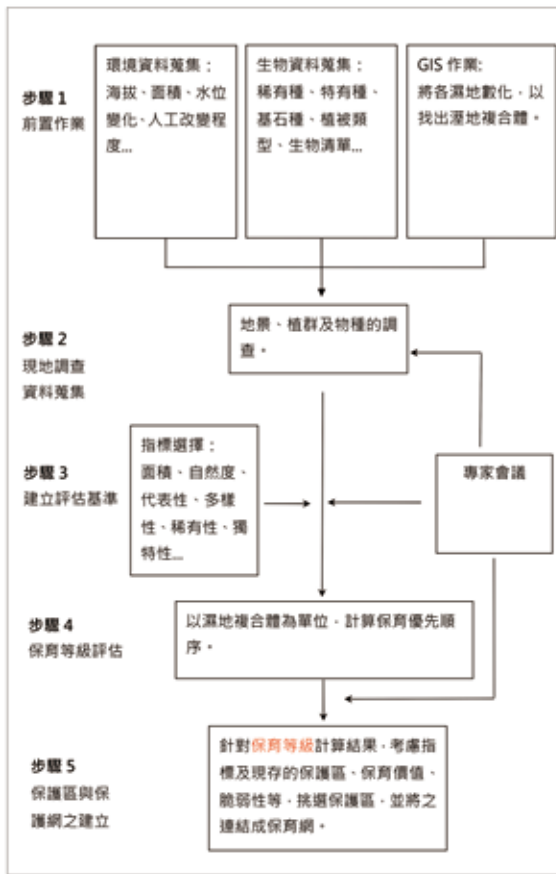 步驟 1
前置作業
環境資料蒐集：
海拔、面積、水位
變化、人工改變程
度...
生物資料蒐集：
稀有種、特有種、
基石種、植被類
型、生物清單...
GIS 作業:
將各濕地數化，以
找出溼地複合體。
步驟 2
現地調查
資料蒐集
地景、植群及物種的調
查。
步驟 3
建立評估基準
指標選擇：
面積、自然度、
代表性、多樣
性、稀有性、獨
特性...
專家會議
步驟 4
保育等級評估
以濕地複合體為單位，計算保育優先順
序。
步驟 5
保護區與保
護網之建立
針對保育等級計算結果，考慮指
標及現存的保護區、保育價值、
脆弱性等，挑選保護區，並將之
連結成保育網。